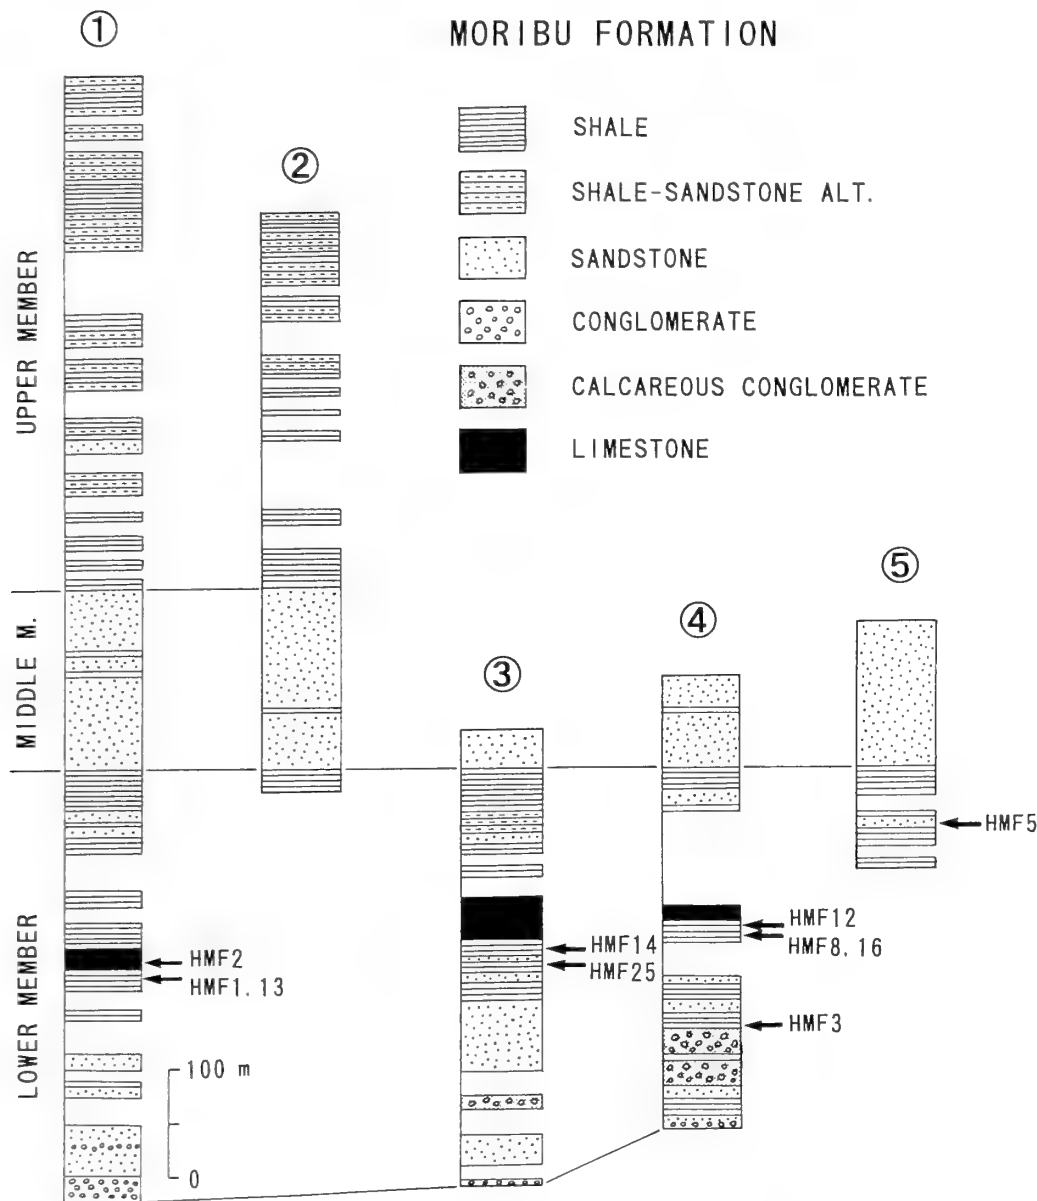 MORIBU FORMATION
①
②
③
④
⑤
SHALE
SHALE-SANDSTONE ALT.
SANDSTONE
CONGLOMERATE
CALCAREOUS CONGLOMERATE
LIMESTONE
UPPER MEMBER
MIDDLE M.
LOWER MEMBER
HMF2
HMF1.13
100 m
0
HMF14
HMF25
HMF12
HMF8.16
HMF3
HMF5